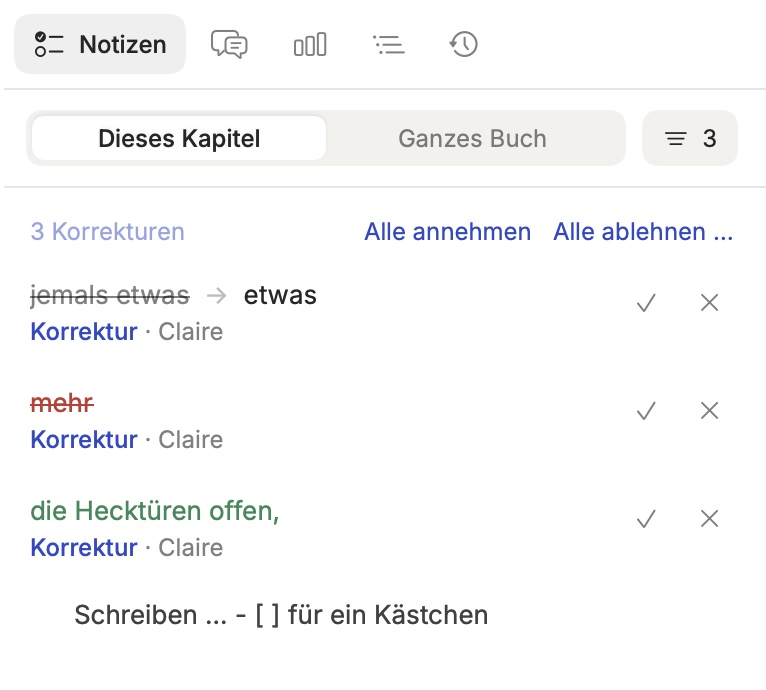 Notizen
Dieses Kapitel Ganzes Buch 3
3 Korrekturen Alle annehmen Alle ablehnen ...
jemals etwas → etwas
Korrektur · Claire
mehr
Korrektur · Claire
die Hecktüren offen,
Korrektur · Claire
Schreiben ... - [ ] für ein Kästchen